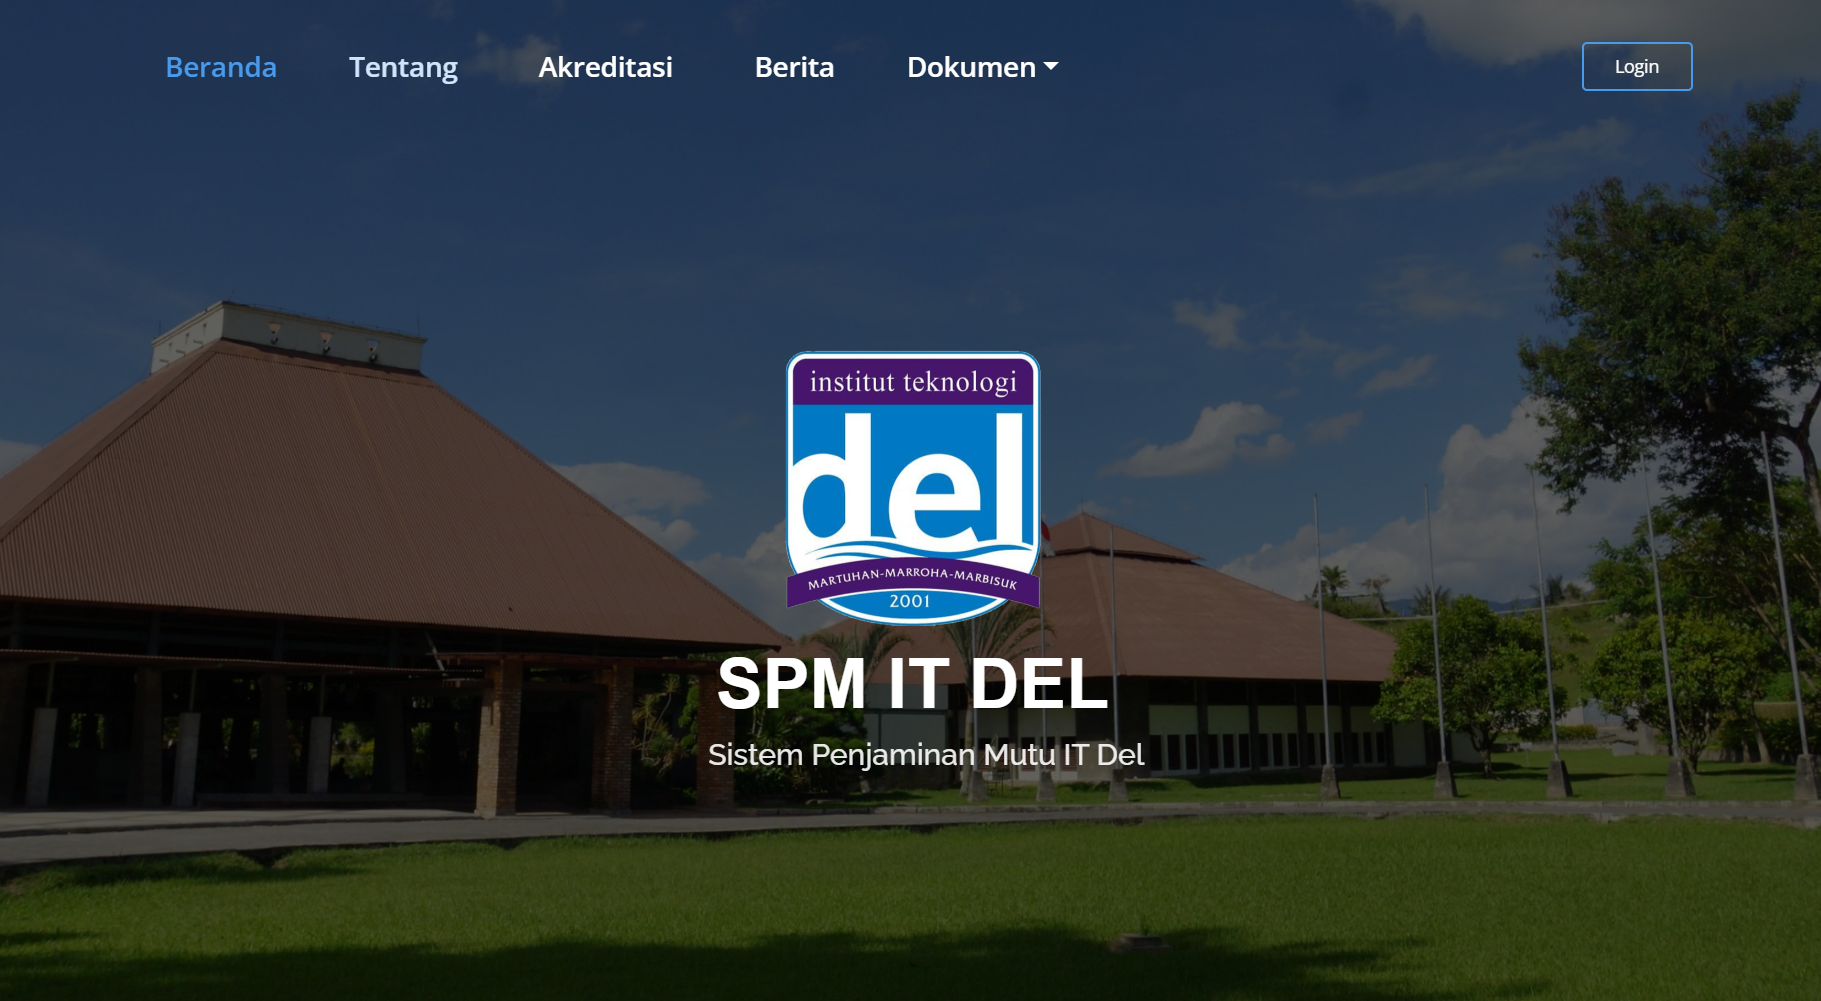 Beranda
Tentang
Akreditasi
Berita
Dokumen
Login
institut teknologi
del
MARTUHAN-MARROHA-MARBISUK
2001
SPM IT DEL
Sistem Penjaminan Mutu IT Del